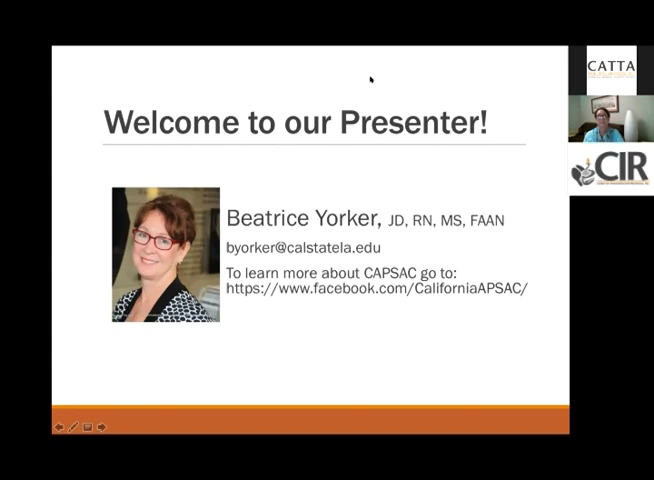 Welcome to our Presenter!
Beatrice Yorker, JD, RN, MS, FAAN
byorker@calstatela.edu
To learn more about CAPSAC go to:
https://www.facebook.com/CaliforniaAPSAC/
CATTA
CIR